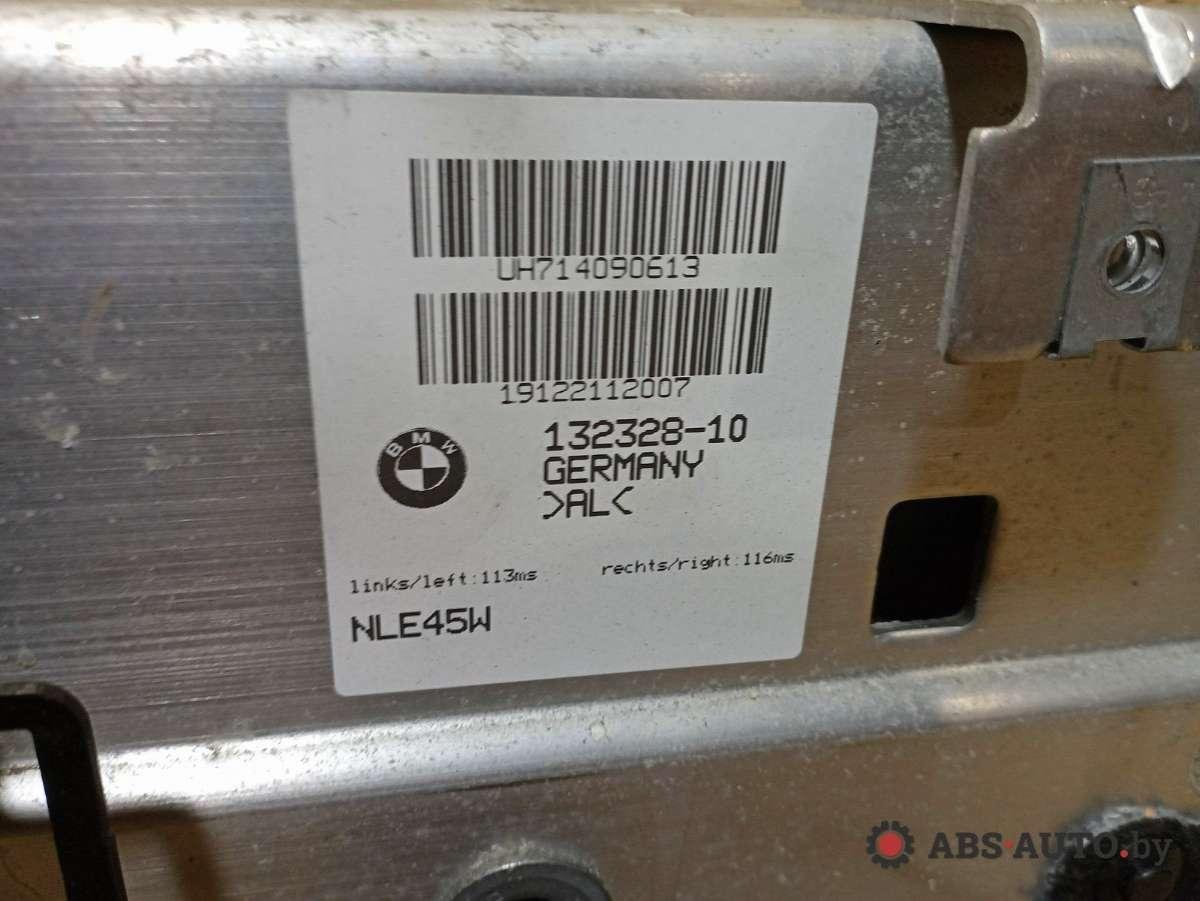 UH714090613
19122112007
BMW
132328-10
GERMANY
>AL<
links/left:113ms
rechts/right:116ms
NLE45W
ABS-AUTO.by